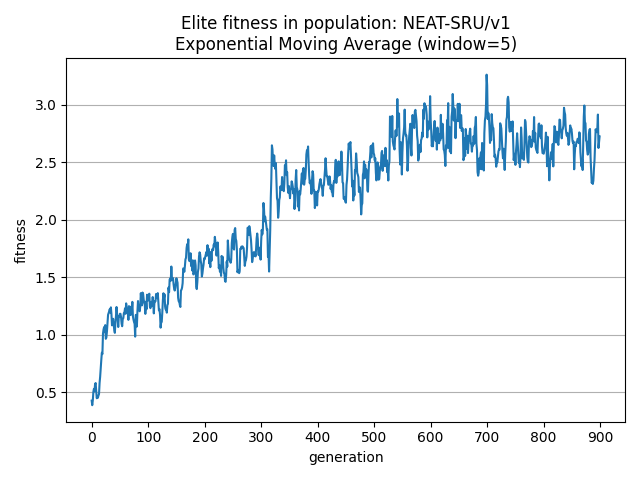 Elite fitness in population: NEAT-SRU/v1
Exponential Moving Average (window=5)
fitness
3.0
2.5
2.0
1.5
1.0
0.5
0 100 200 300 400 500 600 700 800 900
generation